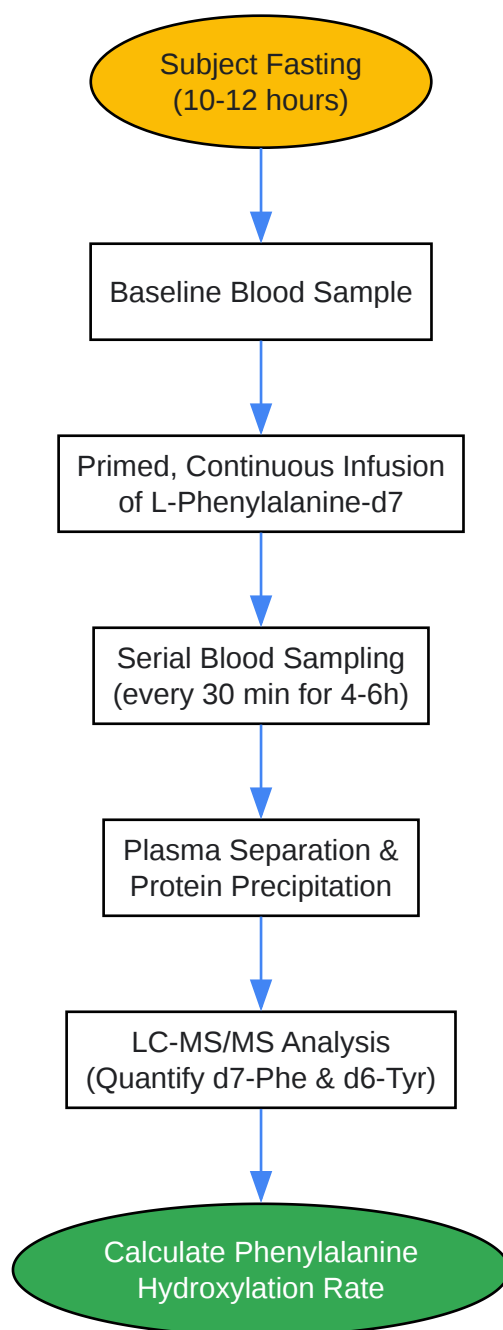 Subject Fasting
(10-12 hours)
Baseline Blood Sample
Primed, Continuous Infusion
of L-Phenylalanine-d7
Serial Blood Sampling
(every 30 min for 4-6h)
Plasma Separation &
Protein Precipitation
LC-MS/MS Analysis
(Quantify d7-Phe & d6-Tyr)
Calculate Phenylalanine
Hydroxylation Rate